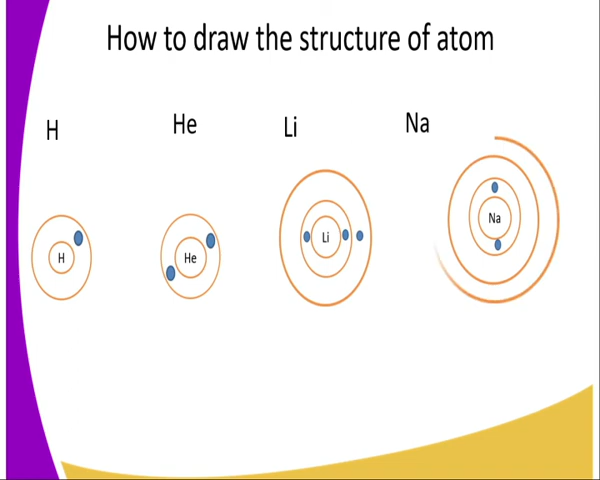 How to draw the structure of atom
H
He
Li
Na
H
He
Li
Na